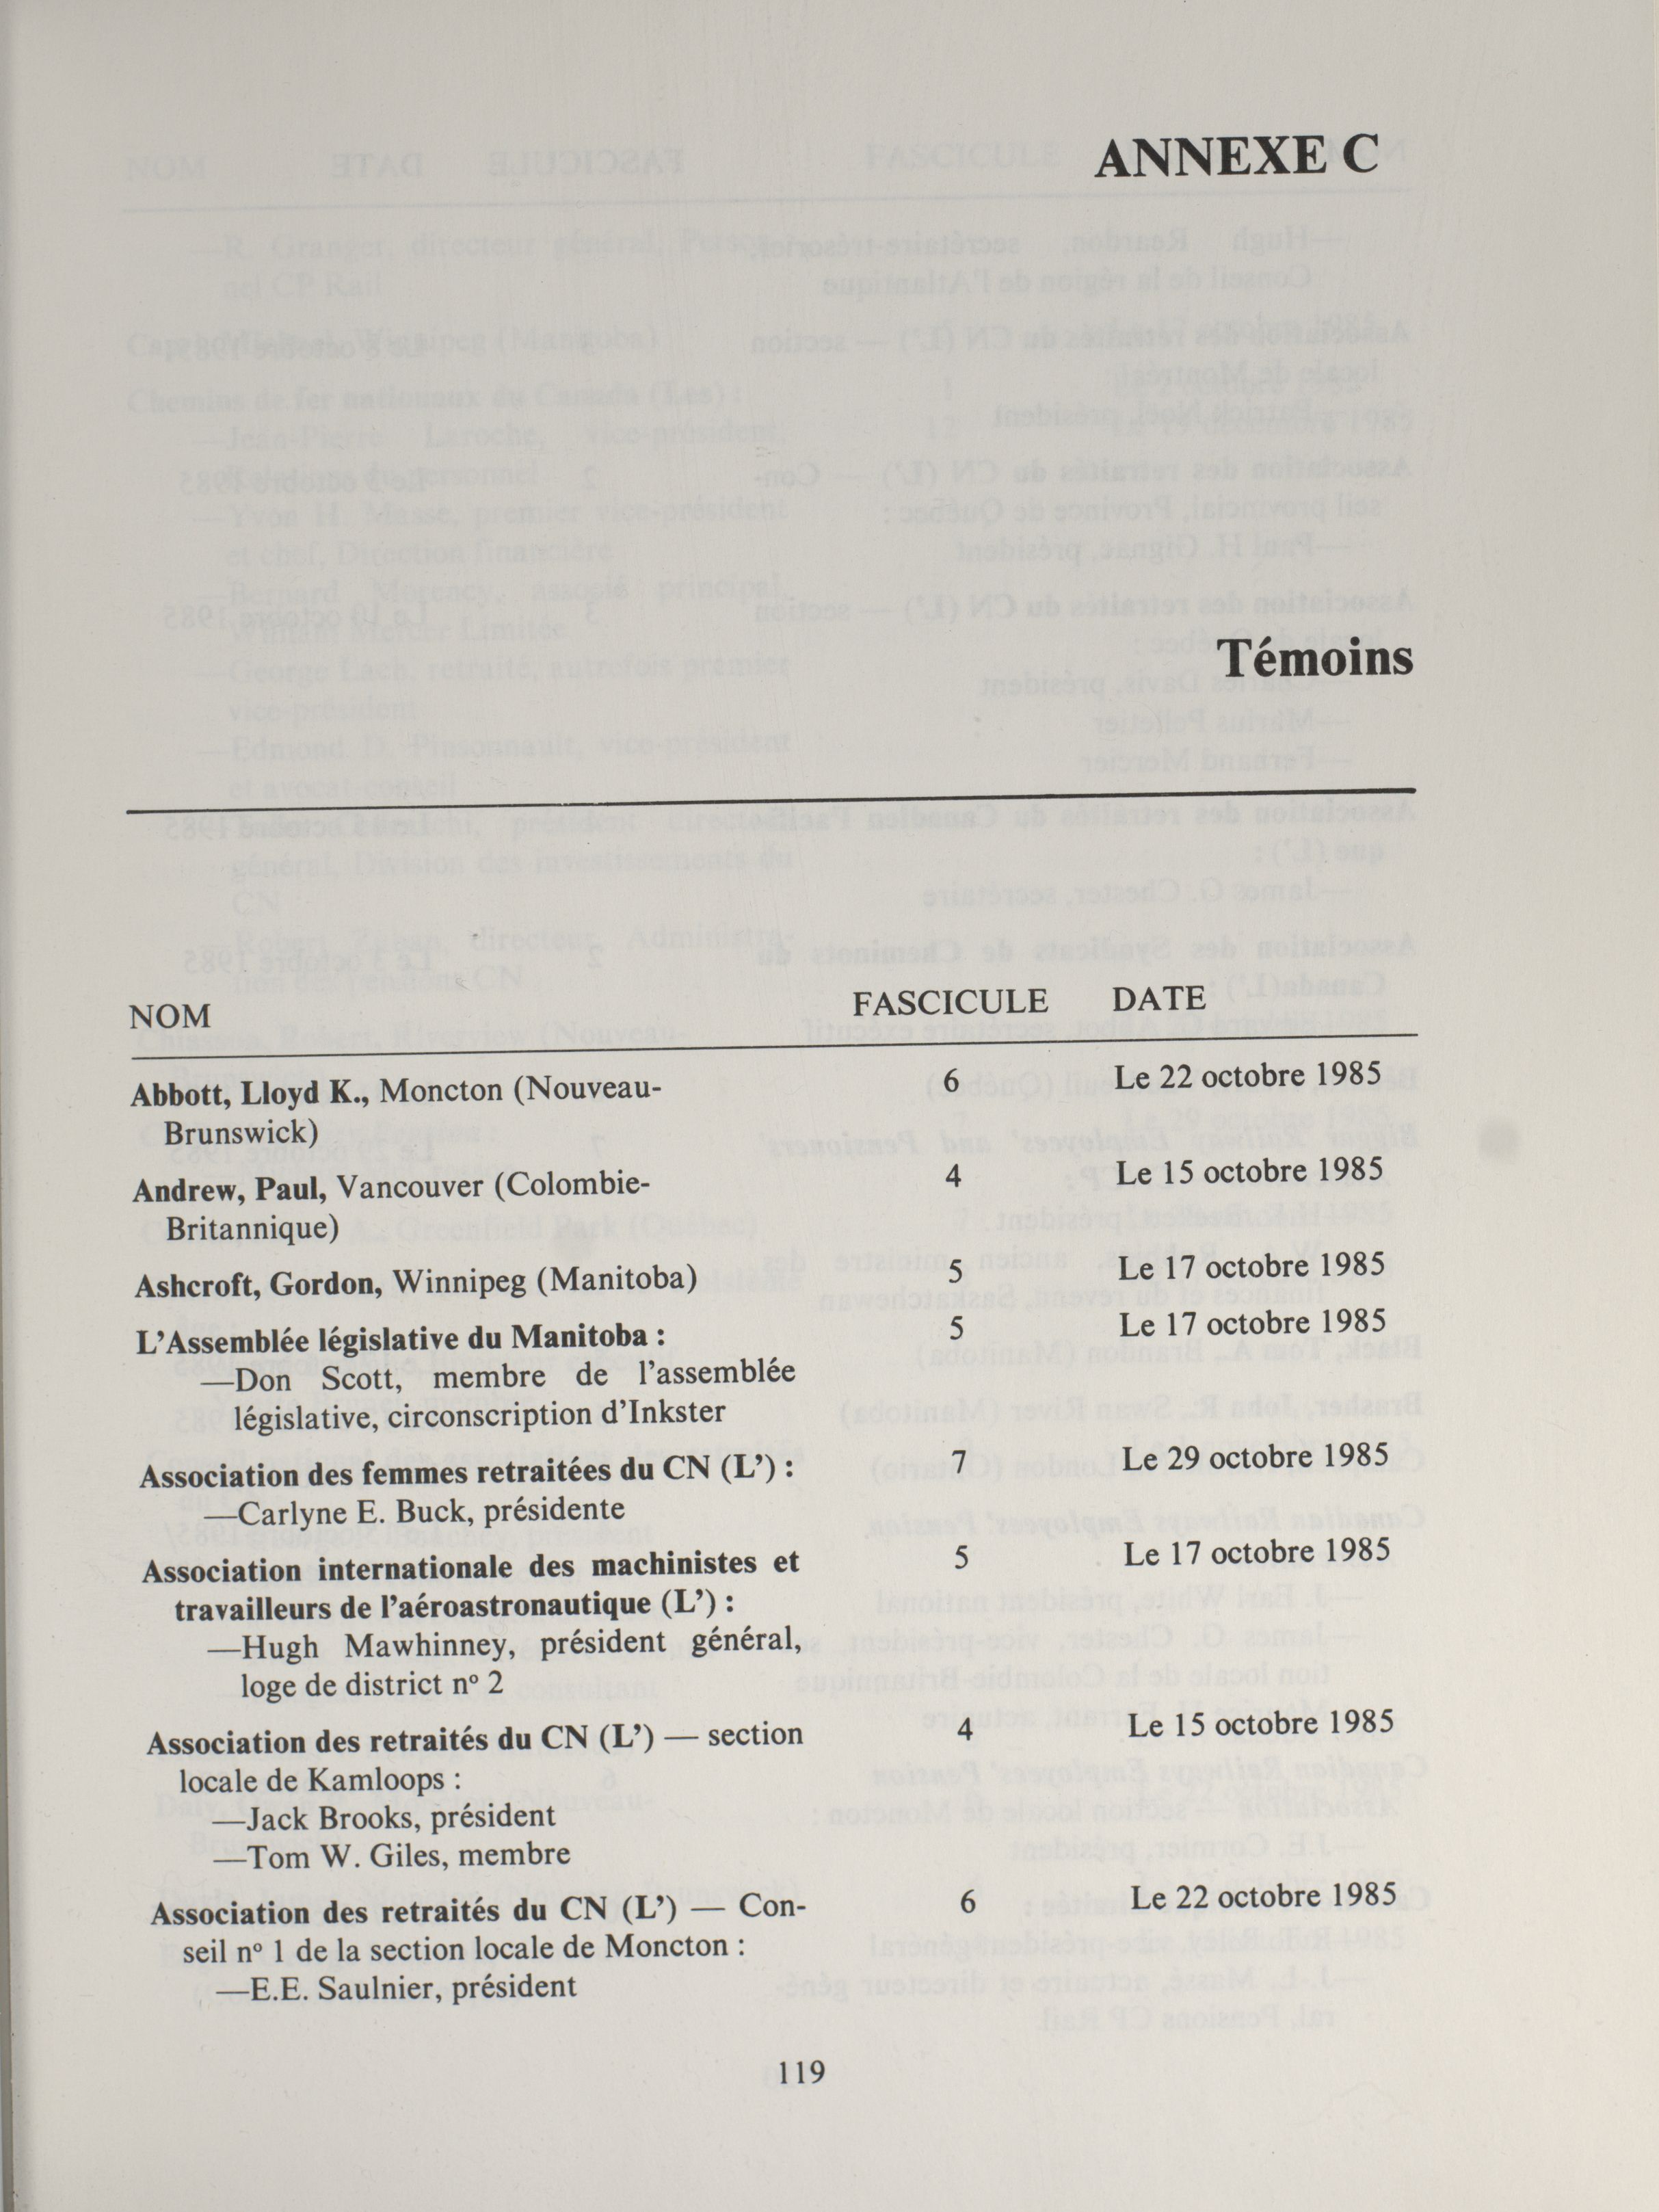 ANNEXE C
Témoins
NOM FASCICULE DATE
Abbott, Lloyd K., Moncton (Nouveau- 6 Le 22 octobre 1985
Brunswick)
Andrew, Paul, Vancouver (Colombie- 4 Le 15 octobre 1985
Britannique)
Ashcroft, Gordon, Winnipeg (Manitoba) 5 Le 17 octobre 1985
L'Assemblée législative du Manitoba : 5 Le 17 octobre 1985
—Don Scott, membre de l'assemblée
législative, circonscription d'Inkster
Association des femmes retraitées du CN (L') : 7 Le 29 octobre 1985
—Carlyne E. Buck, présidente
Association internationale des machinistes et 5 Le 17 octobre 1985
travailleurs de l'aéroastronautique (L') :
—Hugh Mawhinney, président général,
loge de district nº 2
Association des retraités du CN (L') — section 4 Le 15 octobre 1985
locale de Kamloops :
—Jack Brooks, président
—Tom W. Giles, membre
Association des retraités du CN (L') — Con- 6 Le 22 octobre 1985
seil nº 1 de la section locale de Moncton :
—E.E. Saulnier, président
119